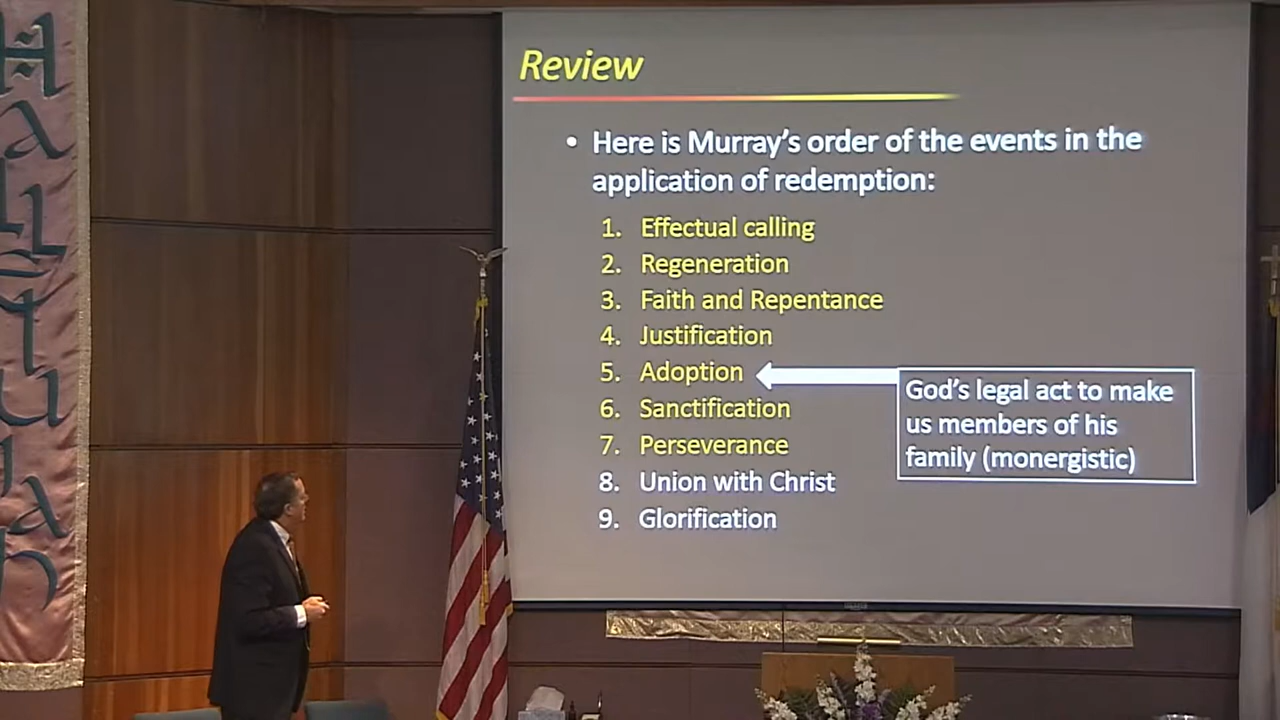 Hallelujah
Review
• Here is Murray's order of the events in the
application of redemption:
1. Effectual calling
2. Regeneration
3. Faith and Repentance
4. Justification
5. Adoption
God's legal act to make
us members of his
family (monergistic)
6. Sanctification
7. Perseverance
8. Union with Christ
9. Glorification